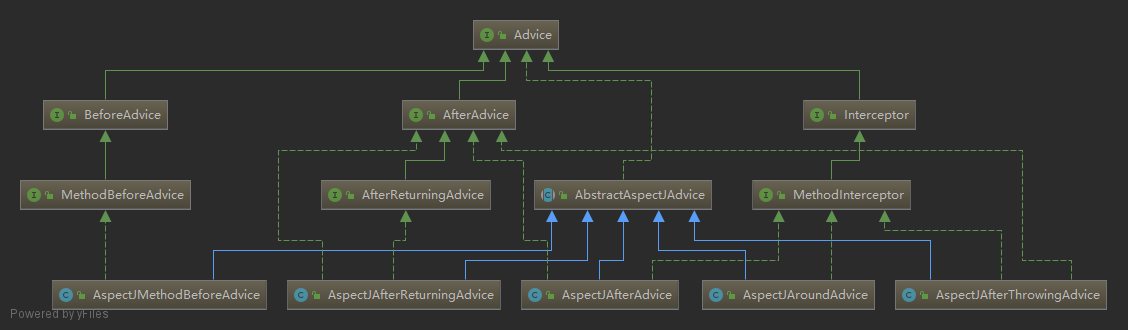 Advice
BeforeAdvice
AfterAdvice
Interceptor
MethodBeforeAdvice
AfterReturningAdvice
AbstractAspectJAdvice
MethodInterceptor
AspectJMethodBeforeAdvice
AspectJAfterReturningAdvice
AspectJAfterAdvice
AspectJAroundAdvice
AspectJAfterThrowingAdvice
Powered by yFiles